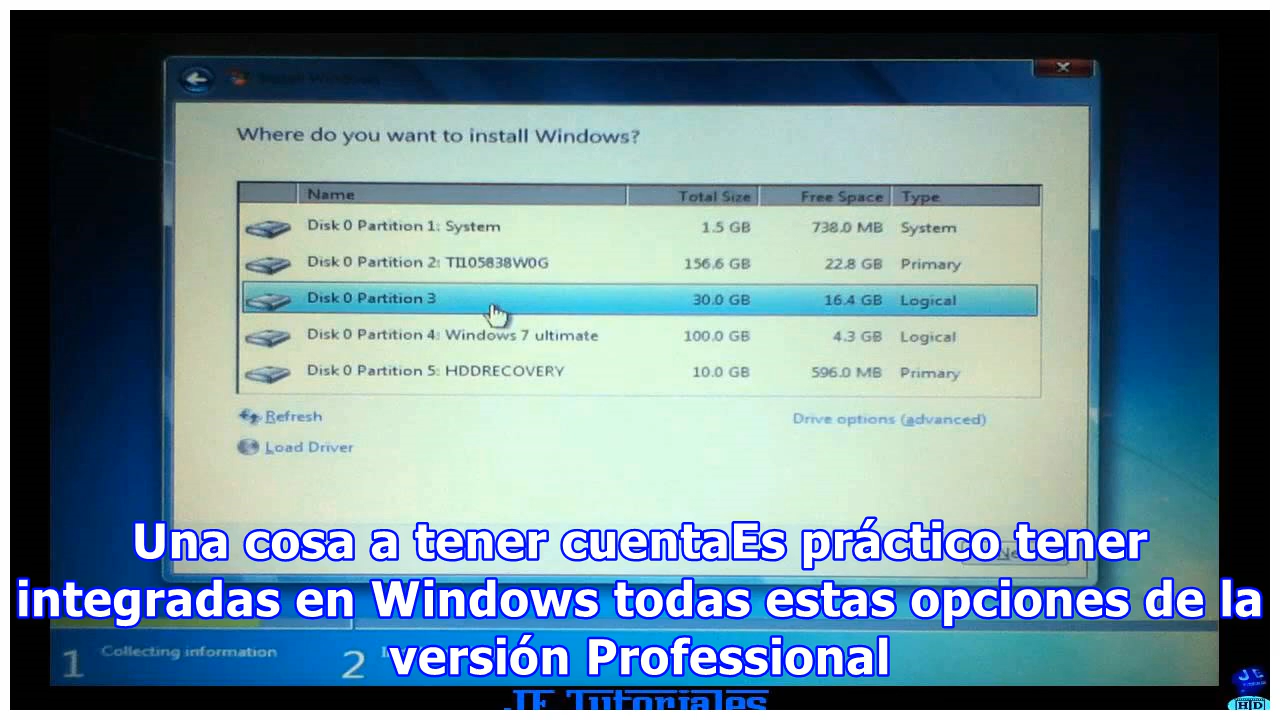 Install Windows
Where do you want to install Windows?
Name Total Size Free Space Type
Disk 0 Partition 1: System 1.5 GB 738.0 MB System
Disk 0 Partition 2: TI105838W0G 156.6 GB 22.8 GB Primary
Disk 0 Partition 3 30.0 GB 16.4 GB Logical
Disk 0 Partition 4: Windows 7 ultimate 100.0 GB 4.3 GB Logical
Disk 0 Partition 5: HDDRECOVERY 10.0 GB 596.0 MB Primary
Refresh Drive options (advanced)
Load Driver
Una cosa a tener cuentaEs práctico tener
integradas en Windows todas estas opciones de la
versión Professional
1 Collecting information 2
JE Tutoriales
JE
HD